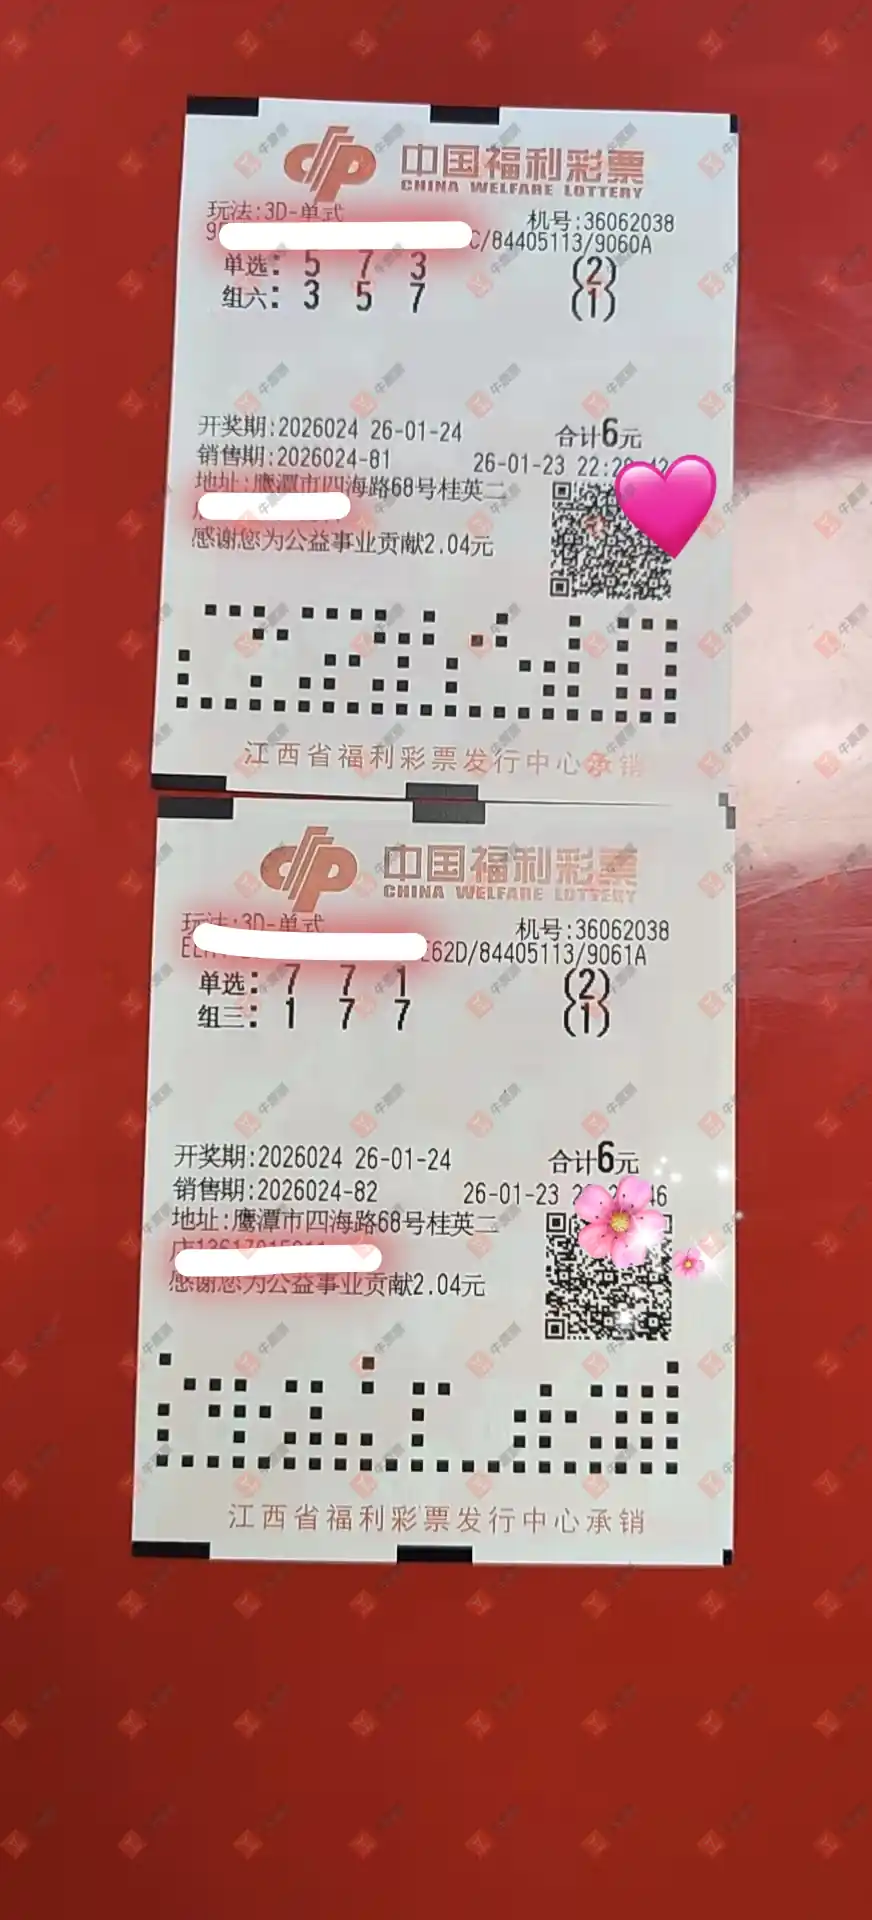 中国福利彩票
CHINA WELFARE LOTTERY
玩法:3D-单式
机号:36062038
C/84405113/9060A
单选: 5 7 3 (2)
组六: 3 5 7 (1)
开奖期:2026024 26-01-24 合计6元
销售期:2026024-81 26-01-23
地址:鹰潭市四海路68号桂英二
感谢您为公益事业贡献2.04元
江西省福利彩票发行中心承销
中国福利彩票
CHINA WELFARE LOTTERY
玩法:3D-单式
机号:36062038
E62D/84405113/9061A
单选: 7 7 1 (2)
组三: 1 7 7 (1)
开奖期:2026024 26-01-24 合计6元
销售期:2026024-82 26-01-23
地址:鹰潭市四海路68号桂英二
感谢您为公益事业贡献2.04元
江西省福利彩票发行中心承销